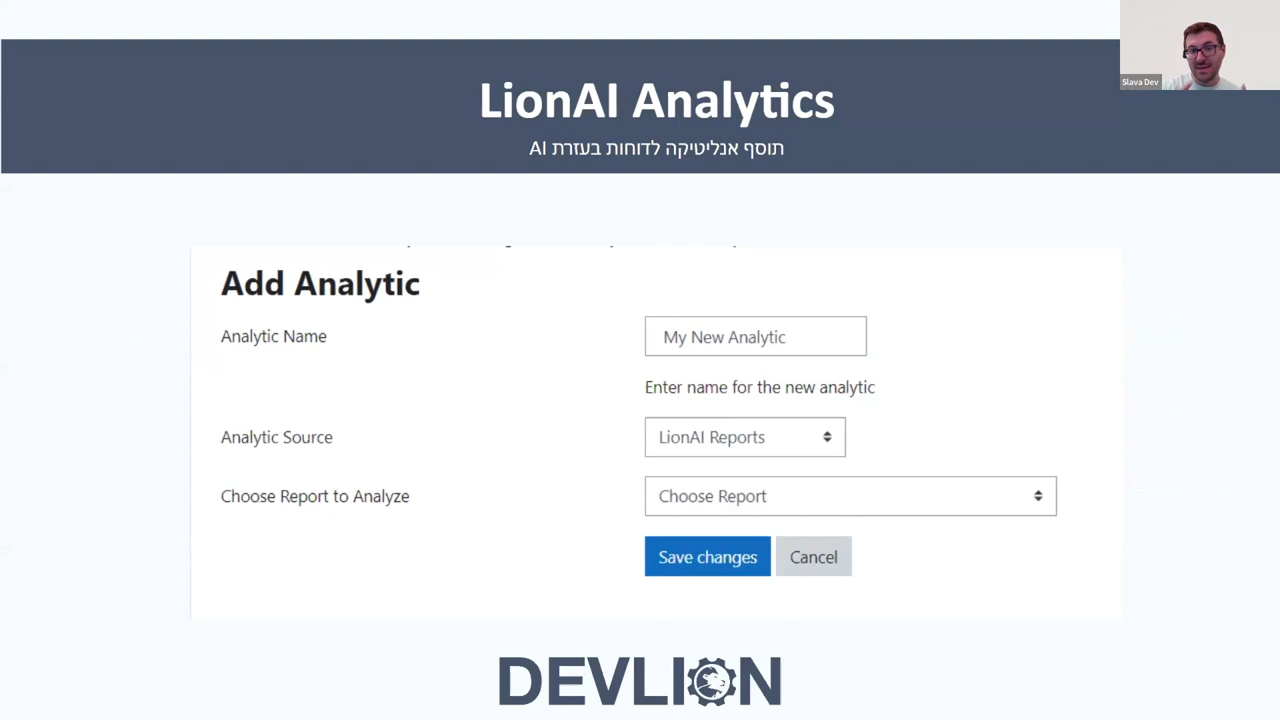 LionAI Analytics
תוסף אנליטיקה לדוחות בעזרת AI
Slava Dev
Add Analytic
Analytic Name
My New Analytic
Enter name for the new analytic
Analytic Source
LionAI Reports
Choose Report to Analyze
Choose Report
Save changes
Cancel
DEVLION